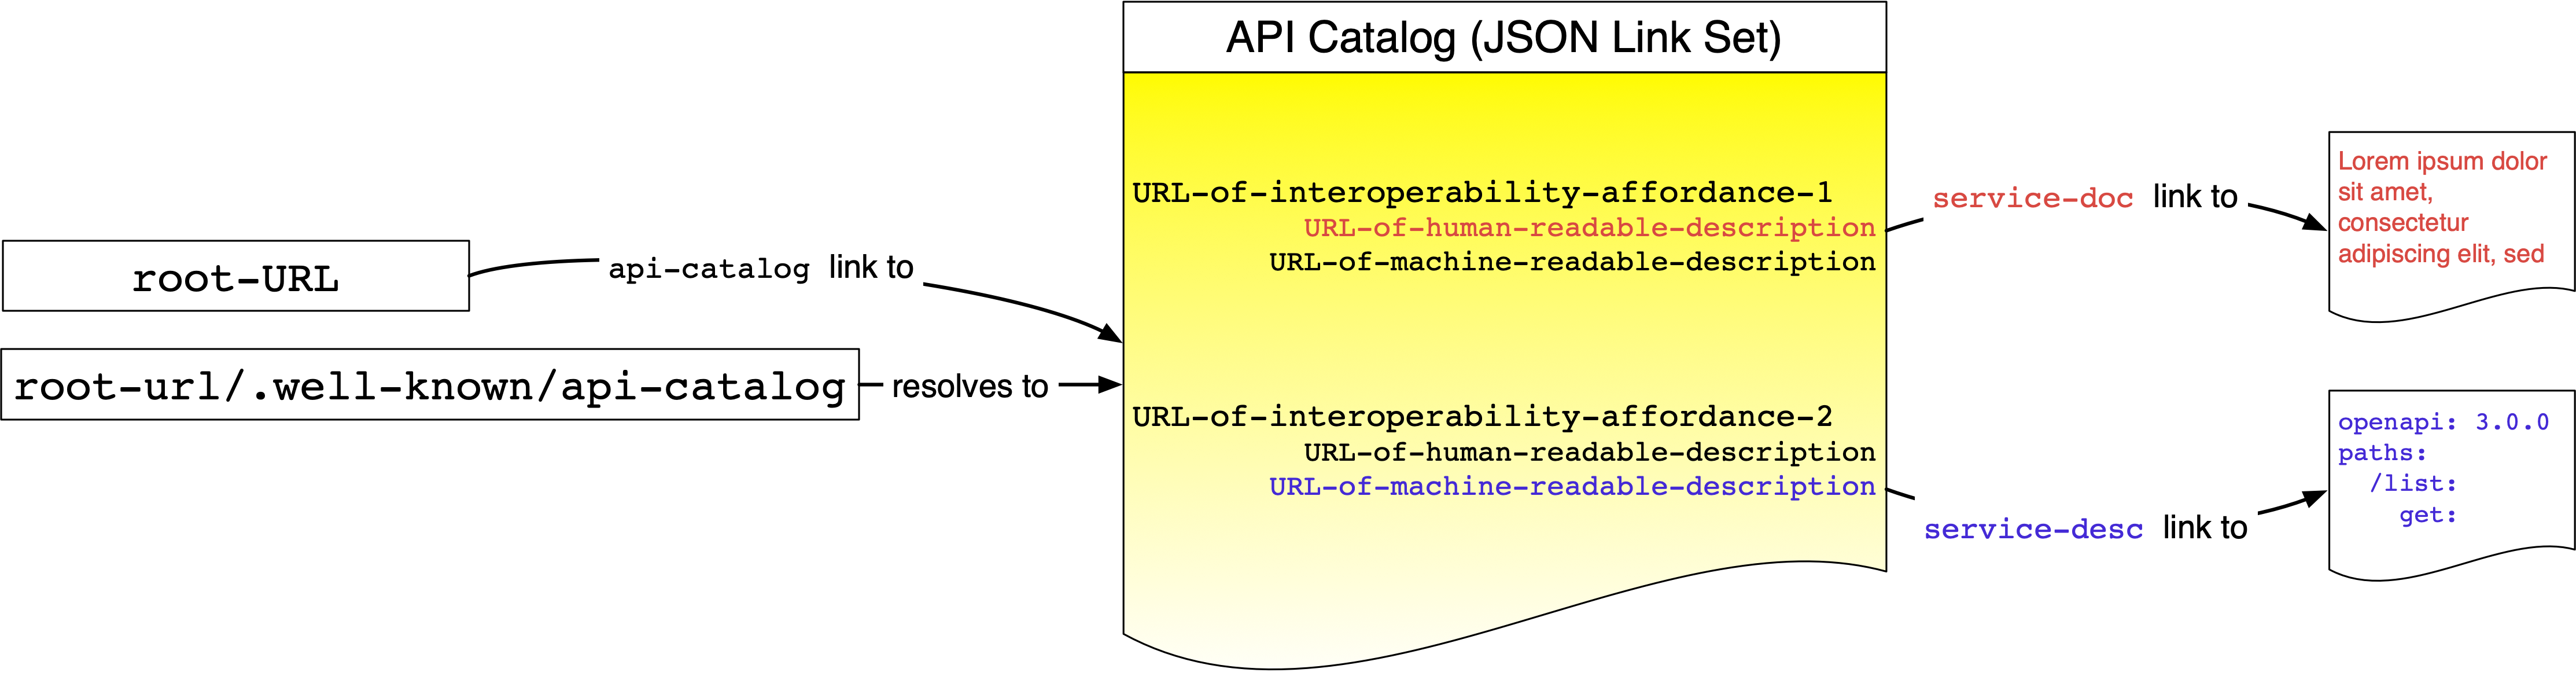 API Catalog (JSON Link Set)
root-URL
api-catalog link to
root-url/.well-known/api-catalog
resolves to
URL-of-interoperability-affordance-1
URL-of-human-readable-description
URL-of-machine-readable-description
URL-of-interoperability-affordance-2
URL-of-human-readable-description
URL-of-machine-readable-description
service-doc link to
Lorem ipsum dolor
sit amet,
consectetur
adipiscing elit, sed
service-desc link to
openapi: 3.0.0
paths:
  /list:
    get: